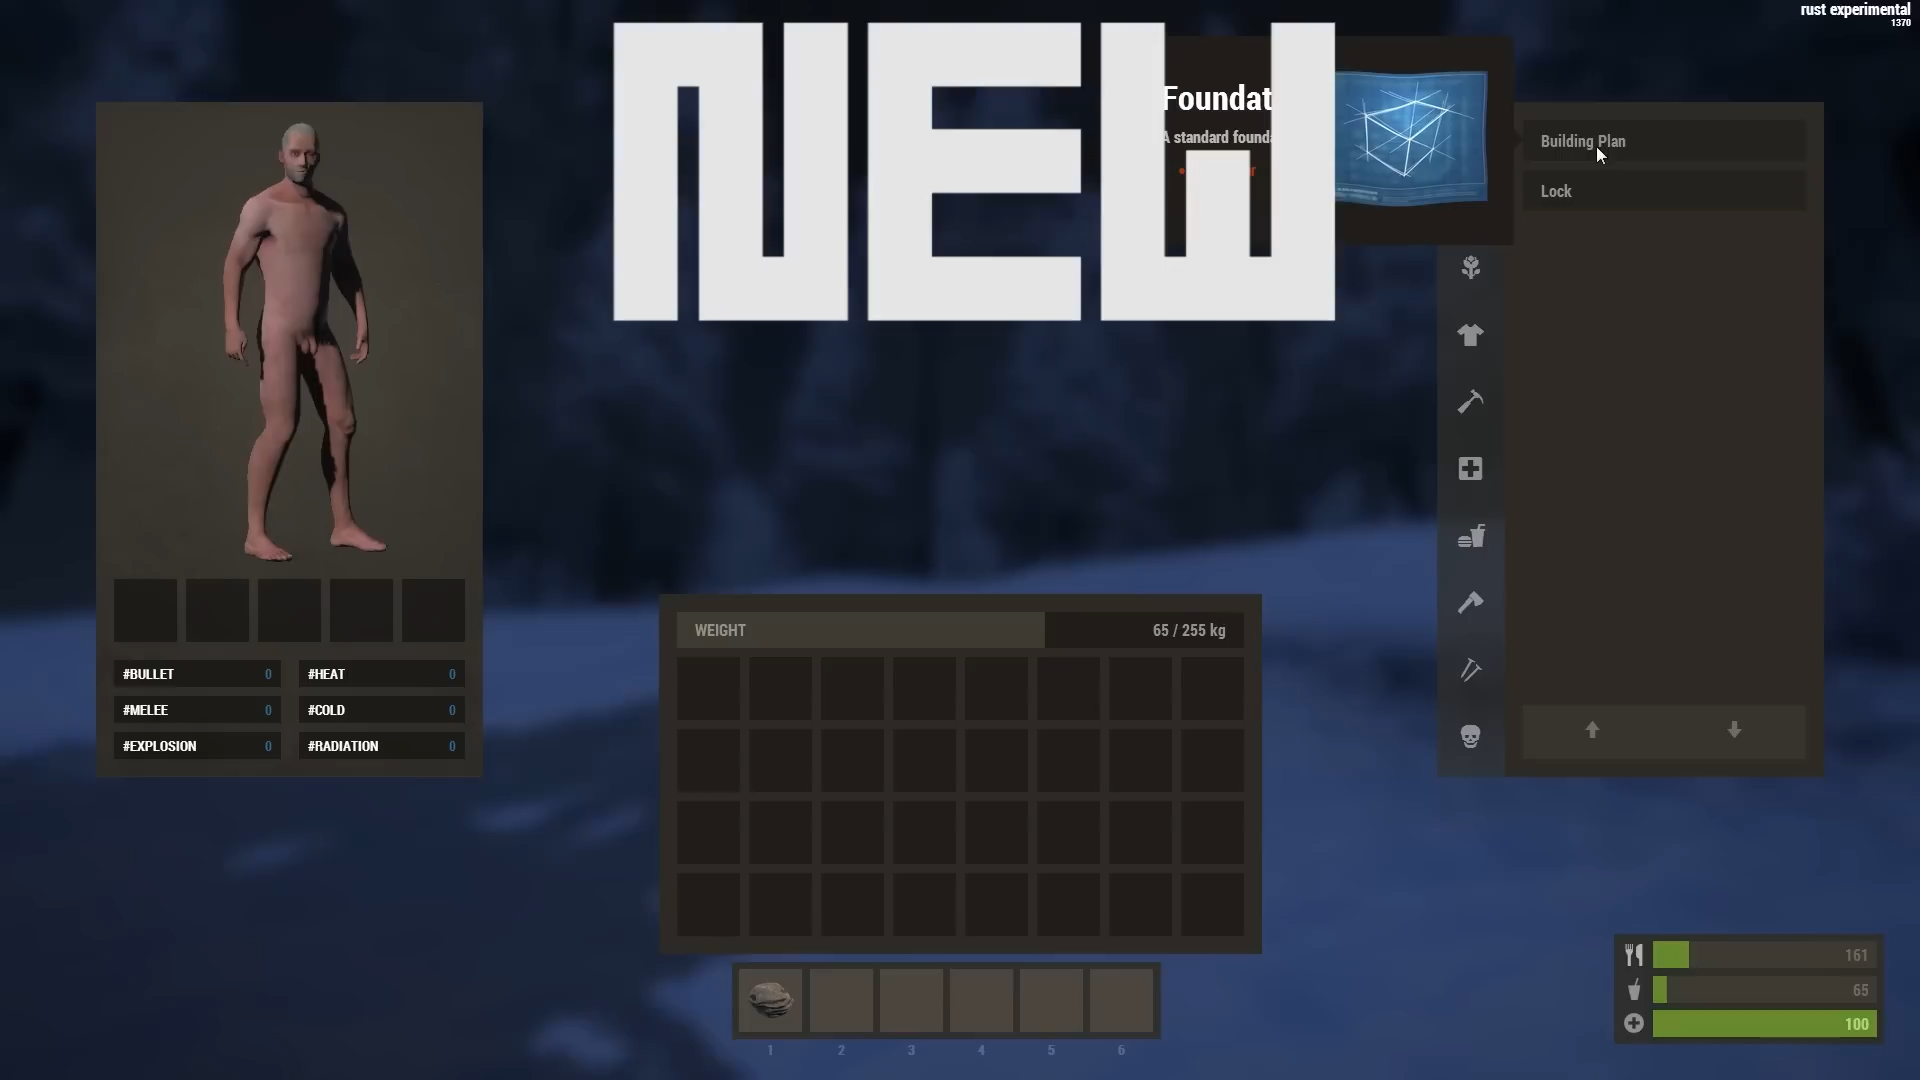 rust experimental
1370
NEW
Foundat
A standard founda
Building Plan
Lock
WEIGHT
65 / 255 kg
#BULLET 0
#HEAT 0
#MELEE 0
#COLD 0
#EXPLOSION 0
#RADIATION 0
161
65
100
1 2 3 4 5 6